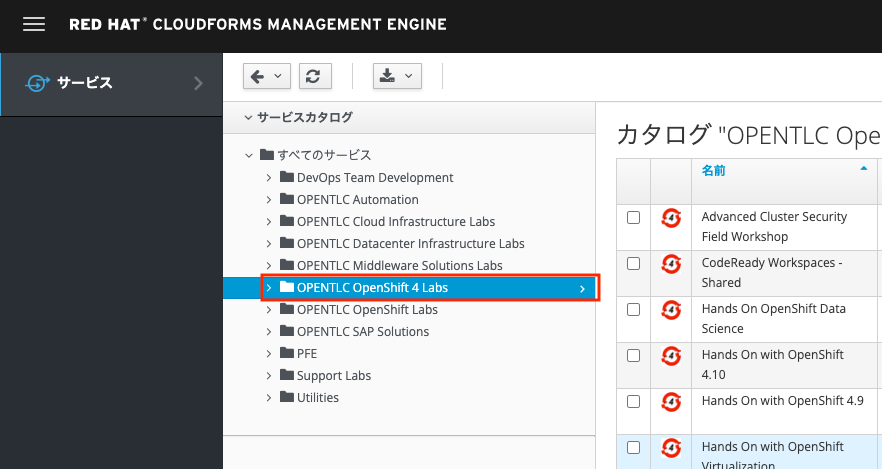 RED HAT® CLOUDFORMS MANAGEMENT ENGINE
サービス
サービスカタログ
すべてのサービス
DevOps Team Development
OPENTLC Automation
OPENTLC Cloud Infrastructure Labs
OPENTLC Datacenter Infrastructure Labs
OPENTLC Middleware Solutions Labs
OPENTLC OpenShift 4 Labs
OPENTLC OpenShift Labs
OPENTLC SAP Solutions
PFE
Support Labs
Utilities
カタログ "OPENTLC Ope
名前
Advanced Cluster Security
Field Workshop
CodeReady Workspaces -
Shared
Hands On OpenShift Data
Science
Hands On with OpenShift
4.10
Hands On with OpenShift 4.9
Hands On with OpenShift
Virtualization